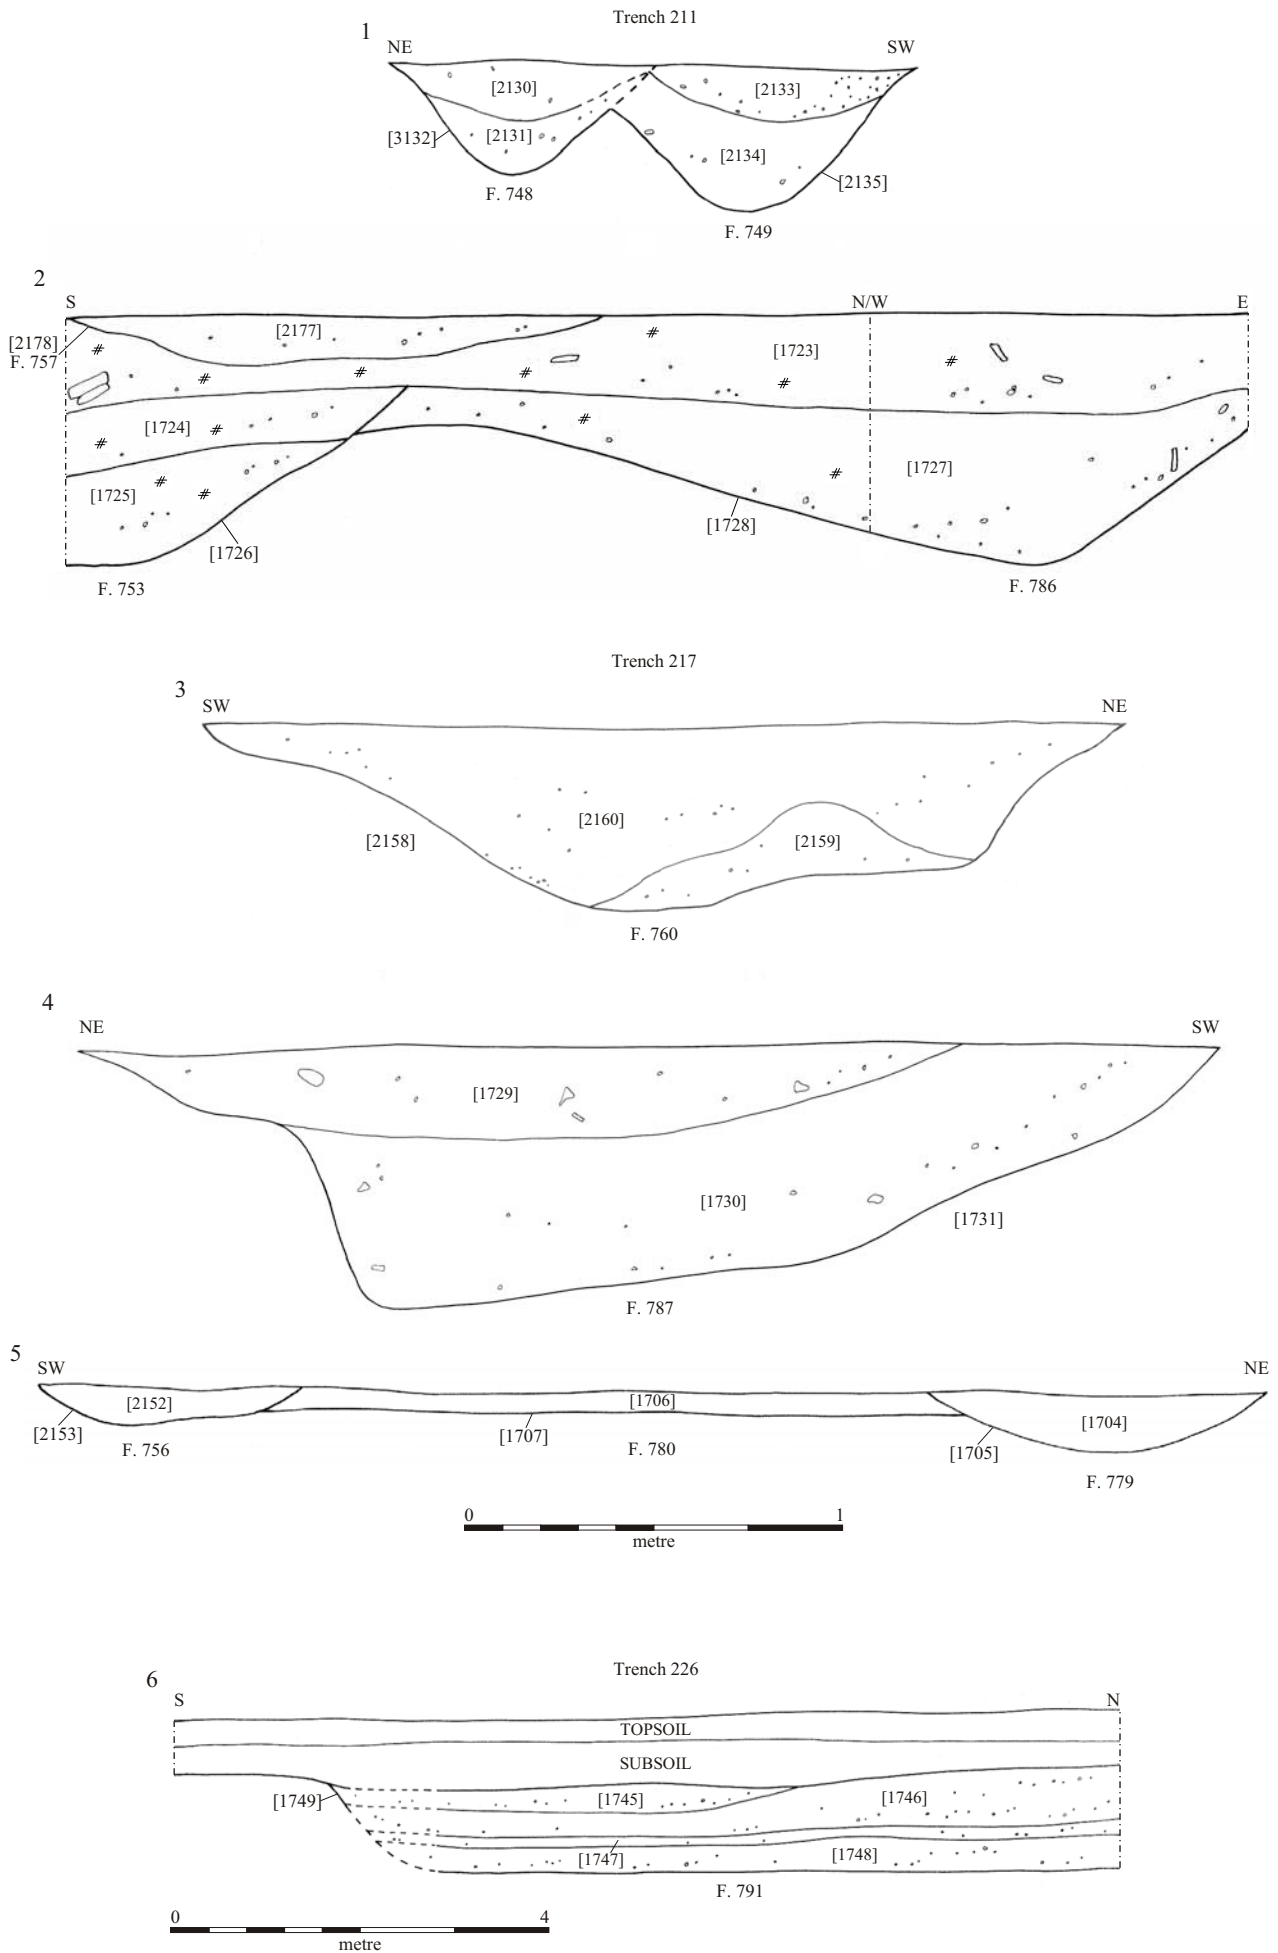 Trench 211
1
NE SW
[2130] [2133]
[3132] [2131] [2134]
[2135]
F. 748
F. 749
2
S N/W E
[2178] [2177] [1723]
F. 757
[1724]
[1725] [1727]
[1726] [1728]
F. 753 F. 786
Trench 217
3
SW NE
[2158] [2160] [2159]
F. 760
4
NE SW
[1729]
[1730] [1731]
F. 787
5
SW NE
[2152] [1706] [1704]
[2153] [1707] [1705]
F. 756 F. 780
F. 779
0 1
metre
Trench 226
6
S N
TOPSOIL
SUBSOIL
[1749] [1745] [1746]
[1747] [1748]
F. 791
0 4
metre